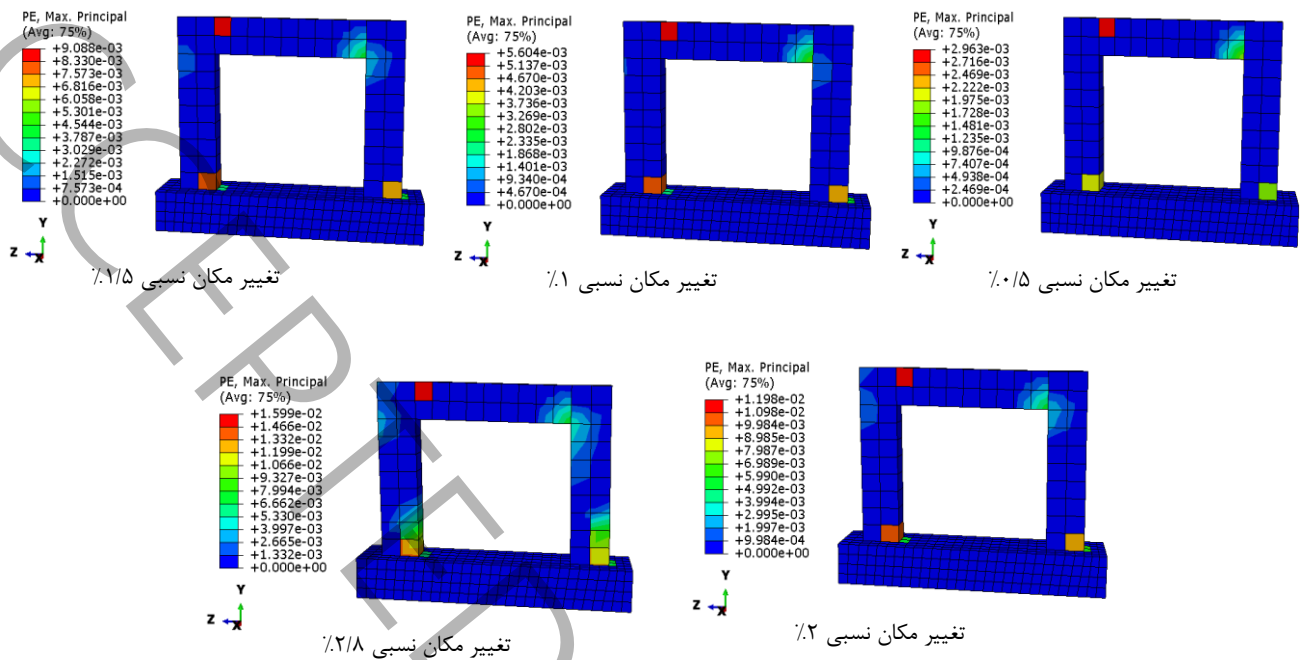 PE, Max. Principal
(Avg: 75%)
+9.088e-03
+8.330e-03
+7.573e-03
+6.816e-03
+6.058e-03
+5.301e-03
+4.544e-03
+3.787e-03
+3.029e-03
+2.272e-03
+1.515e-03
+7.573e-04
+0.000e+00
Y
Z
X
تغییر مکان نسبی ۱/۵٪
PE, Max. Principal
(Avg: 75%)
+5.604e-03
+5.137e-03
+4.670e-03
+4.203e-03
+3.736e-03
+3.269e-03
+2.802e-03
+2.335e-03
+1.868e-03
+1.401e-03
+9.340e-04
+4.670e-04
+0.000e+00
Y
Z
X
تغییر مکان نسبی ۱٪
PE, Max. Principal
(Avg: 75%)
+2.963e-03
+2.716e-03
+2.469e-03
+2.222e-03
+1.975e-03
+1.728e-03
+1.481e-03
+1.235e-03
+9.876e-04
+7.407e-04
+4.938e-04
+2.469e-04
+0.000e+00
Y
Z
X
تغییر مکان نسبی ۰/۵٪
PE, Max. Principal
(Avg: 75%)
+1.599e-02
+1.466e-02
+1.332e-02
+1.199e-02
+1.066e-02
+9.327e-03
+7.994e-03
+6.662e-03
+5.330e-03
+3.997e-03
+2.665e-03
+1.332e-03
+0.000e+00
Y
Z
X
تغییر مکان نسبی ۲/۸٪
PE, Max. Principal
(Avg: 75%)
+1.198e-02
+1.098e-02
+9.984e-03
+8.985e-03
+7.987e-03
+6.989e-03
+5.990e-03
+4.992e-03
+3.994e-03
+2.995e-03
+1.997e-03
+9.984e-04
+0.000e+00
Y
Z
X
تغییر مکان نسبی ۲٪